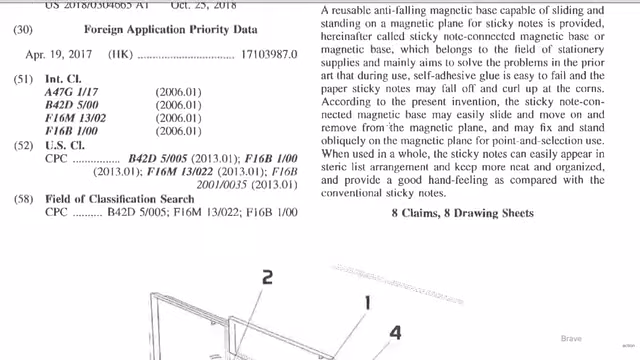 US 2018/0304665 A1 Oct. 25, 2018
(30) Foreign Application Priority Data
Apr. 19, 2017 (HK) ................................. 17103987.0
(51) Int. Cl.
A47G 1/17 (2006.01)
B42D 5/00 (2006.01)
F16M 13/02 (2006.01)
F16B 1/00 (2006.01)
(52) U.S. Cl.
CPC ................ B42D 5/005 (2013.01); F16B 1/00
(2013.01); F16M 13/022 (2013.01); F16B
2001/0035 (2013.01)
(58) Field of Classification Search
CPC .......... B42D 5/005; F16M 13/022; F16B 1/00
A reusable anti-falling magnetic base capable of sliding and
standing on a magnetic plane for sticky notes is provided,
hereinafter called sticky note-connected magnetic base or
magnetic base, which belongs to the field of stationery
supplies and mainly aims to solve the problems in the prior
art that during use, self-adhesive glue is easy to fail and the
paper sticky notes may fall off and curl up at the corns.
According to the present invention, the sticky note-con-
nected magnetic base may easily slide and move on and
remove from the magnetic plane, and may fix and stand
obliquely on the magnetic plane for point-and-selection use.
When used in a whole, the sticky notes can easily appear in
steric list arrangement and keep more neat and organized,
and provide a good hand-feeling as compared with the
conventional sticky notes.
8 Claims, 8 Drawing Sheets
2
1
4
Brave